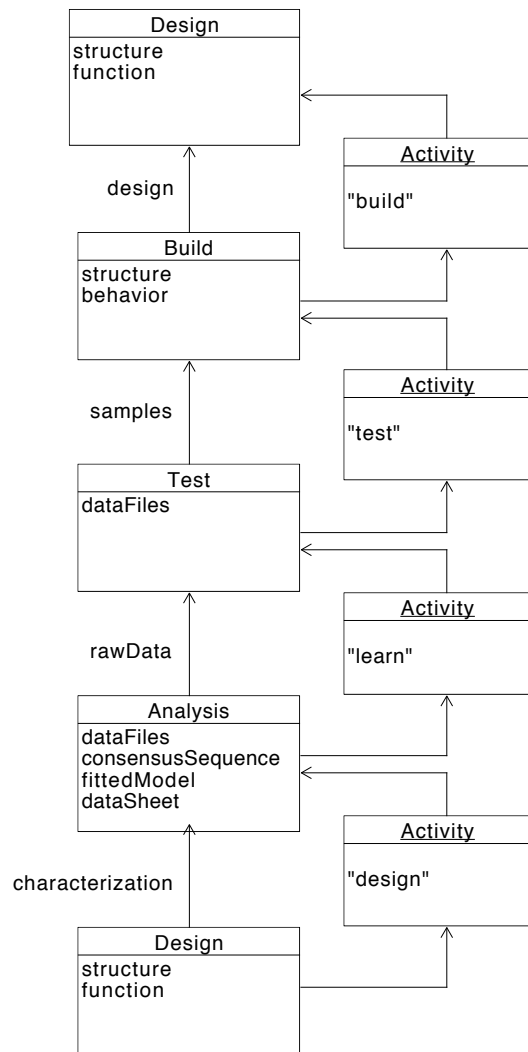 Design
structure
function
Activity
"build"
design
Build
structure
behavior
Activity
"test"
samples
Test
dataFiles
Activity
"learn"
rawData
Analysis
dataFiles
consensusSequence
fittedModel
dataSheet
Activity
"design"
characterization
Design
structure
function